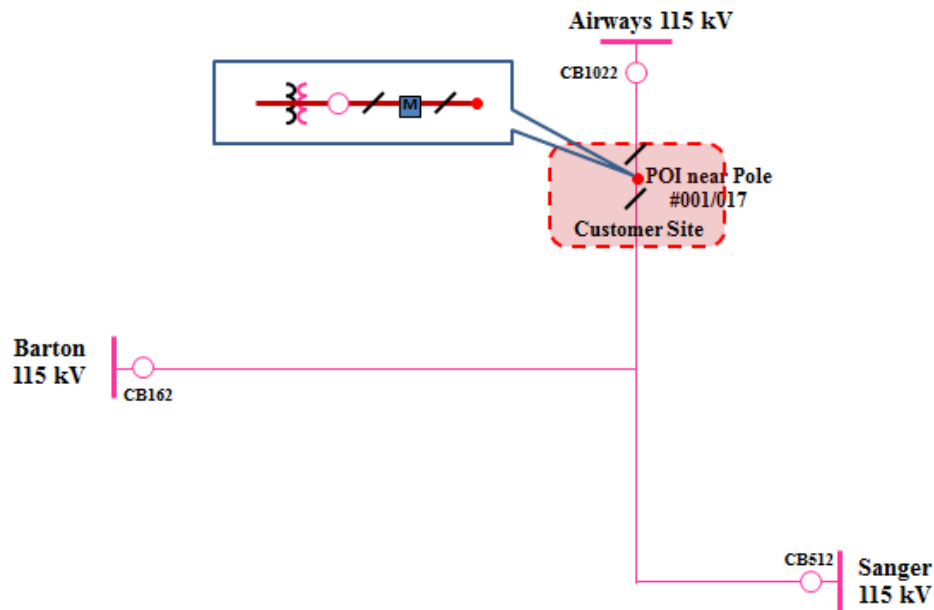 Airways 115 kV
CB1022
M
POI near Pole
#001/017
Customer Site
Barton
115 kV
CB162
CB512
Sanger
115 kV